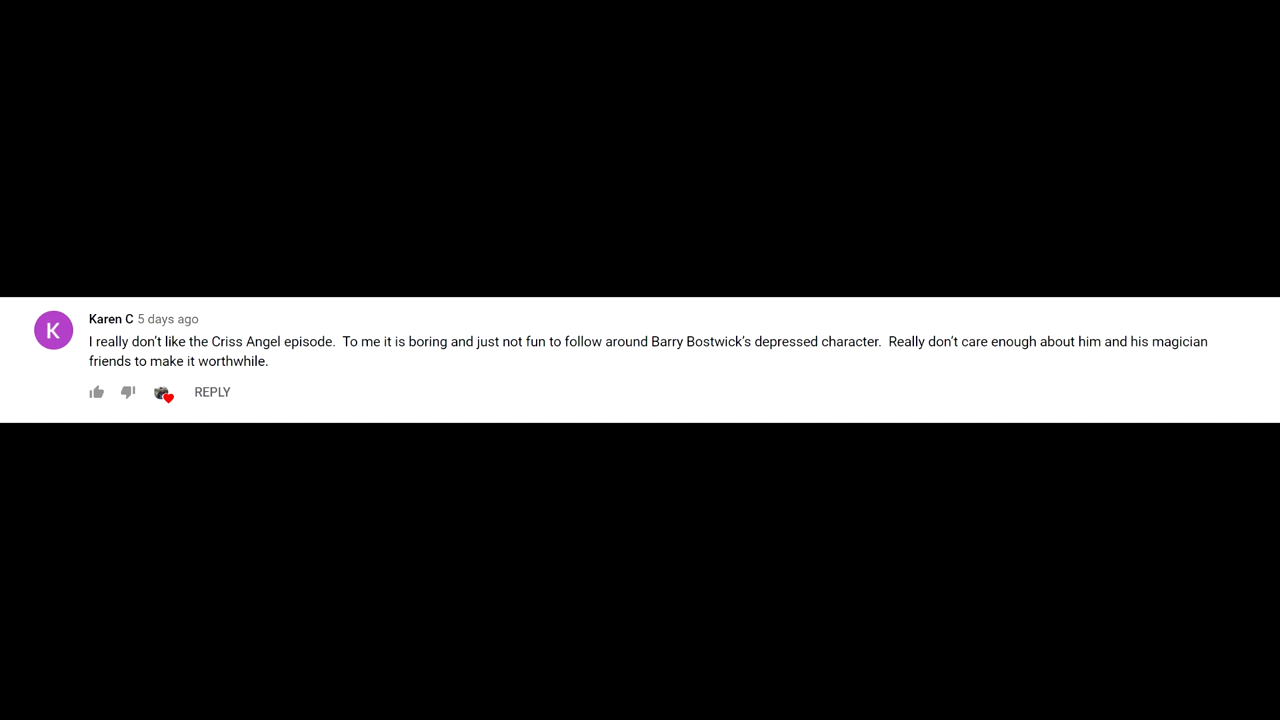 K
Karen C 5 days ago
I really don’t like the Criss Angel episode.  To me it is boring and just not fun to follow around Barry Bostwick’s depressed character.  Really don’t care enough about him and his magician
friends to make it worthwhile.
REPLY